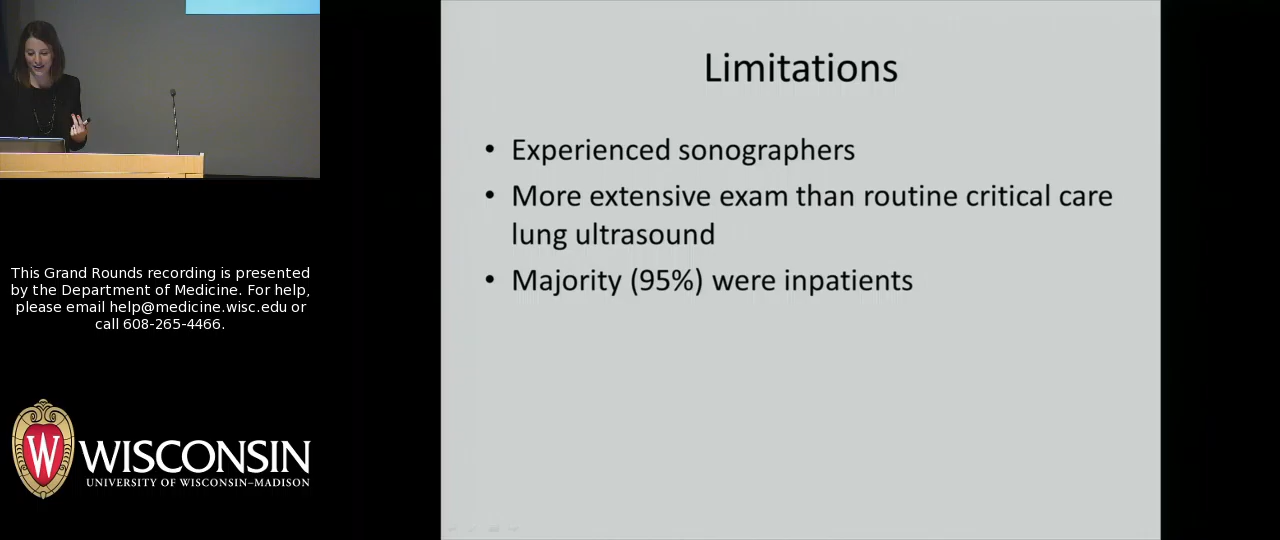 Limitations
• Experienced sonographers
• More extensive exam than routine critical care
lung ultrasound
• Majority (95%) were inpatients
This Grand Rounds recording is presented
by the Department of Medicine. For help,
please email help@medicine.wisc.edu or
call 608-265-4466.
W
WISCONSIN
UNIVERSITY OF WISCONSIN–MADISON